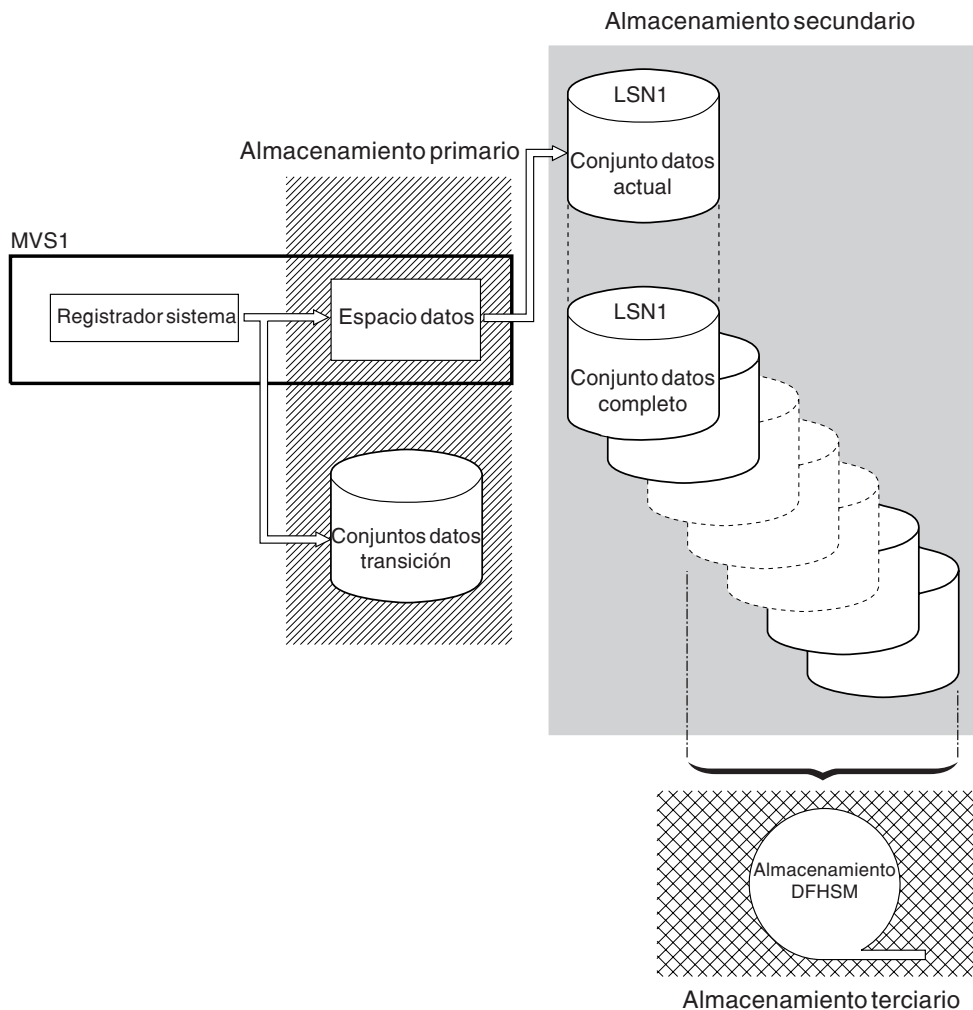 Almacenamiento secundario
LSN1
Conjunto datos
actual
Almacenamiento primario
MVS1
Registrador sistema
Espacio datos
LSN1
Conjunto datos
completo
Conjuntos datos
transición
Almacenamiento
DFHSM
Almacenamiento terciario